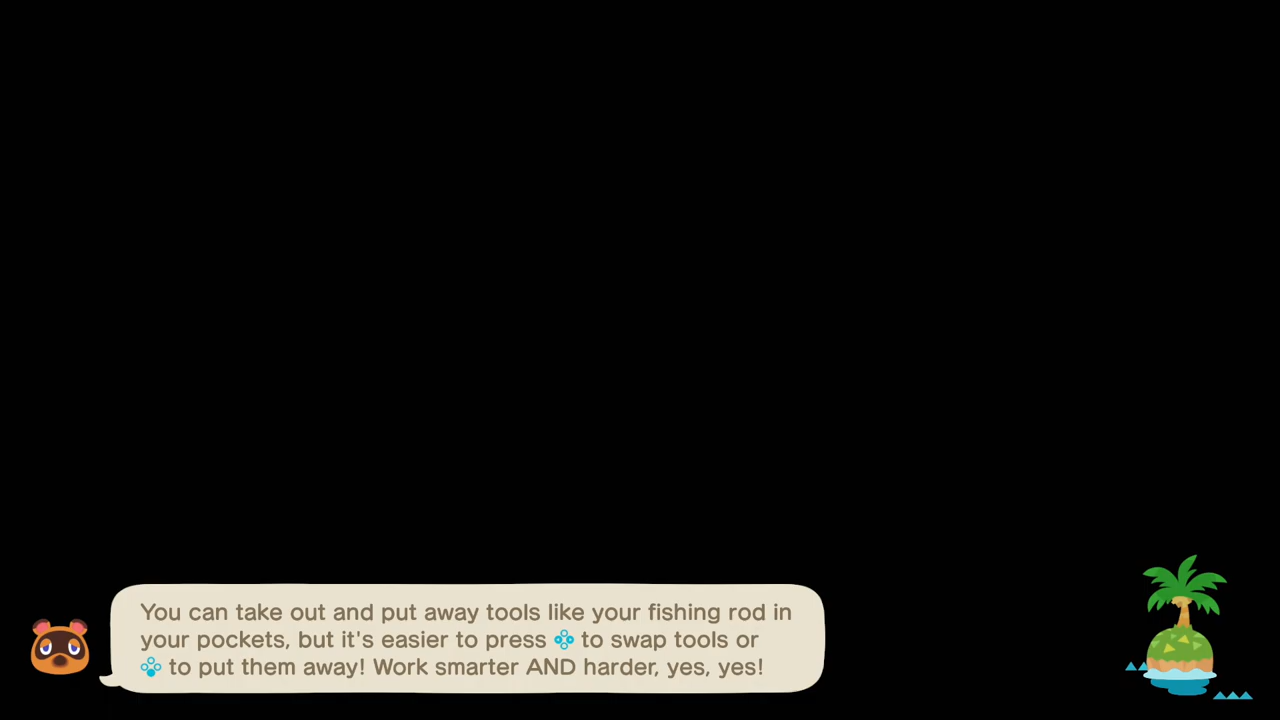 You can take out and put away tools like your fishing rod in
your pockets, but it's easier to press to swap tools or
to put them away! Work smarter AND harder, yes, yes!